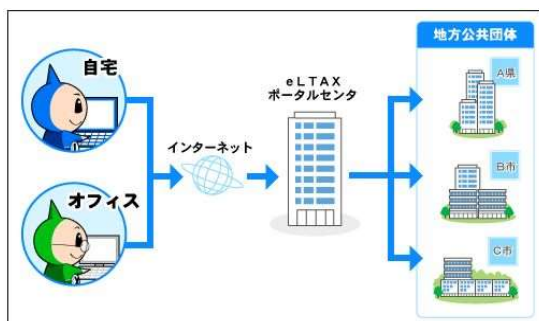 自宅
オフィス
インターネット
eLTAX
ポータルセンタ
地方公共団体
A県
B市
C市